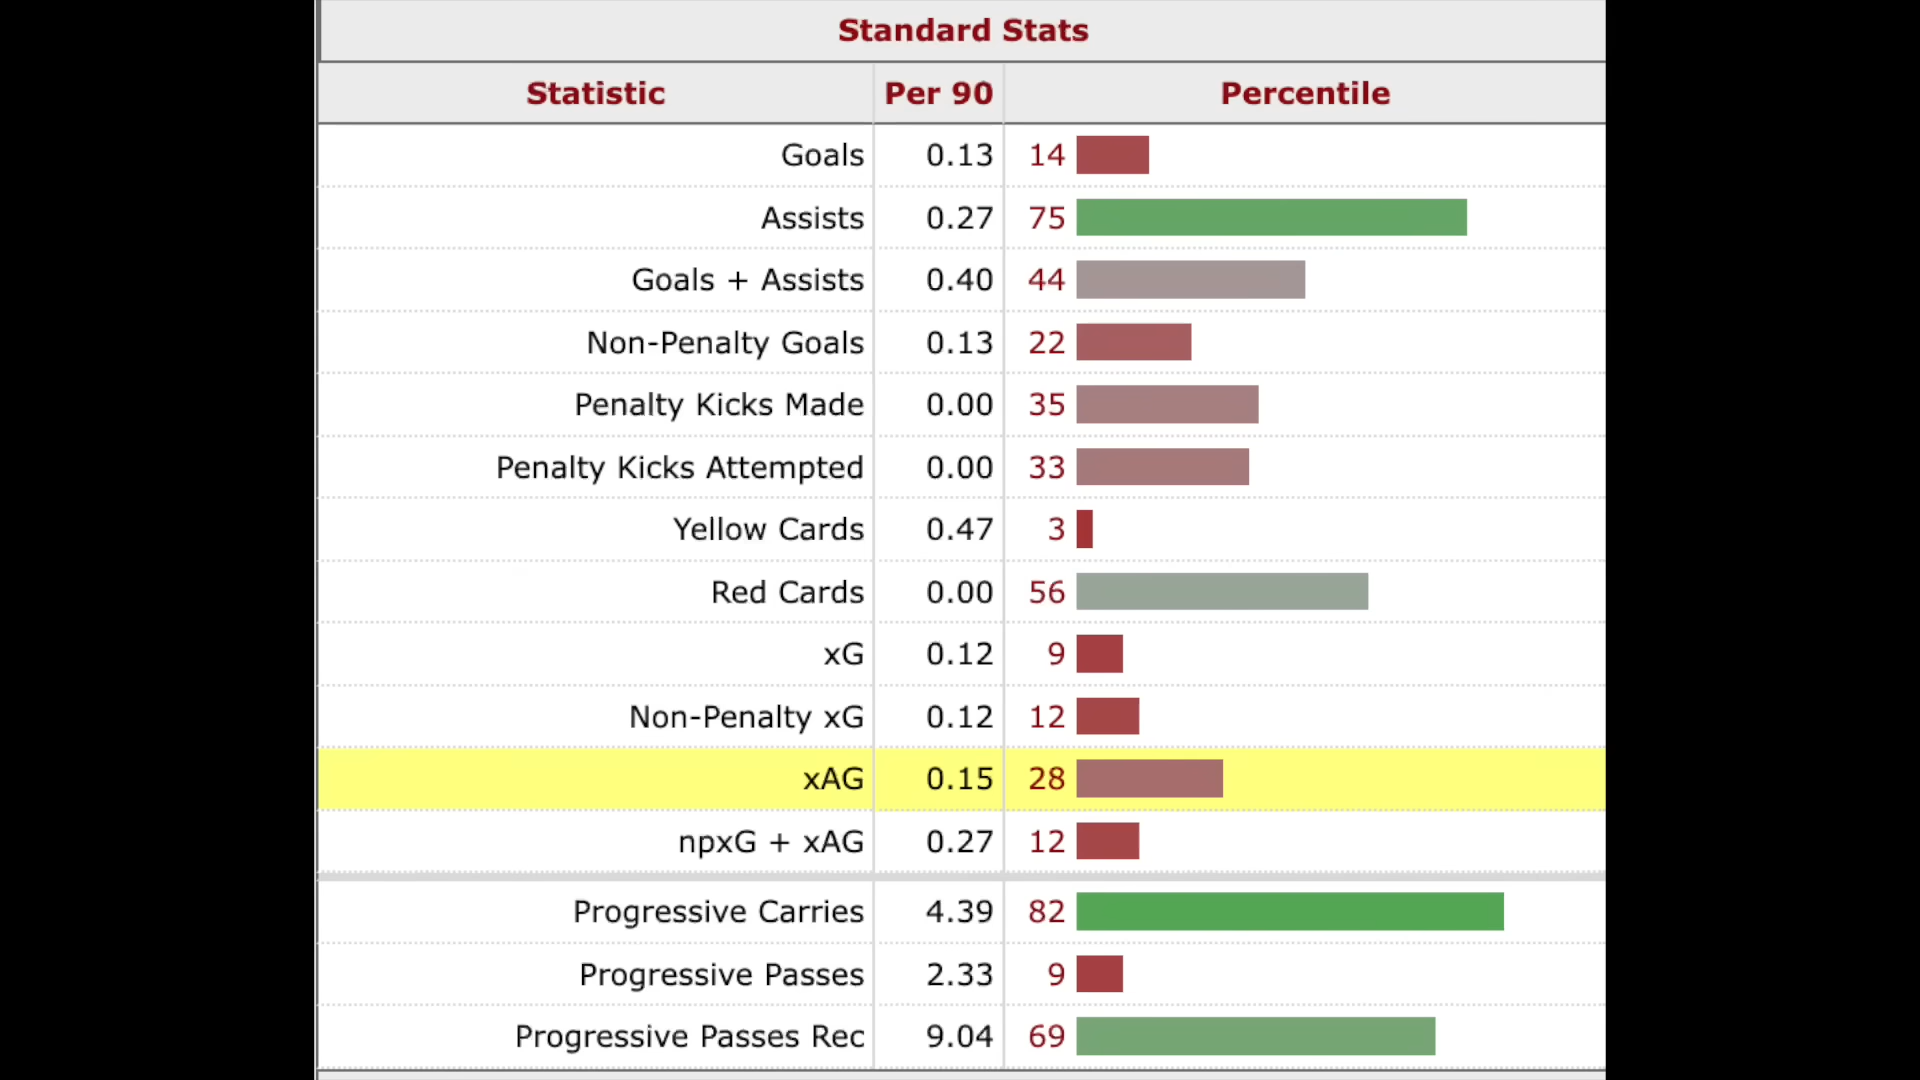 Standard Stats
Statistic Per 90 Percentile
Goals 0.13 14
Assists 0.27 75
Goals + Assists 0.40 44
Non-Penalty Goals 0.13 22
Penalty Kicks Made 0.00 35
Penalty Kicks Attempted 0.00 33
Yellow Cards 0.47 3
Red Cards 0.00 56
xG 0.12 9
Non-Penalty xG 0.12 12
xAG 0.15 28
npxG + xAG 0.27 12
Progressive Carries 4.39 82
Progressive Passes 2.33 9
Progressive Passes Rec 9.04 69